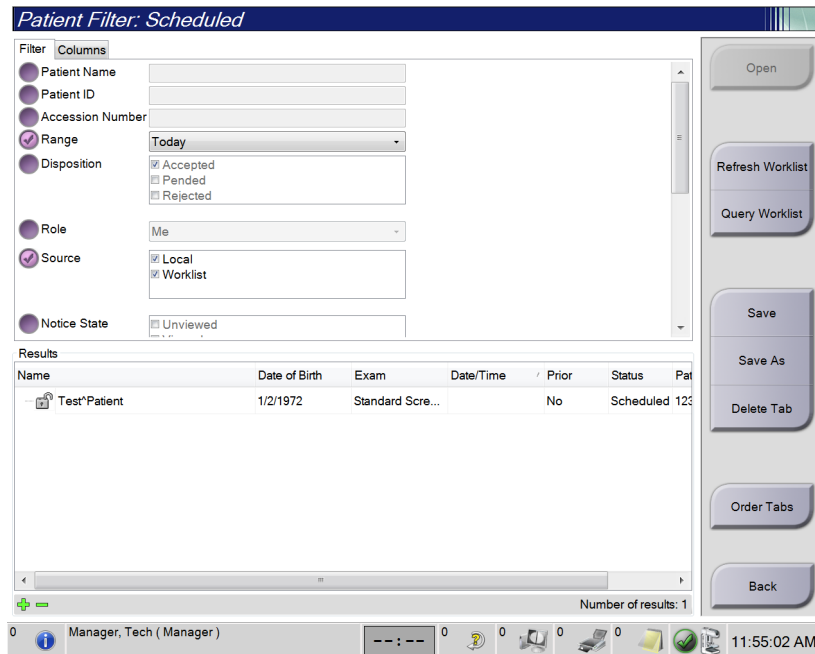 Patient Filter: Scheduled
Filter Columns
Patient Name
Patient ID
Accession Number
Range Today
Disposition Accepted
Pended
Rejected
Role Me
Source Local
Worklist
Notice State Unviewed
Results
Name Date of Birth Exam Date/Time Prior Status Pat
Test^Patient 1/2/1972 Standard Scre... No Scheduled 123
Number of results: 1
Open
Refresh Worklist
Query Worklist
Save
Save As
Delete Tab
Order Tabs
Back
0 Manager, Tech ( Manager ) --:-- 0 0 0 0 11:55:02 AM